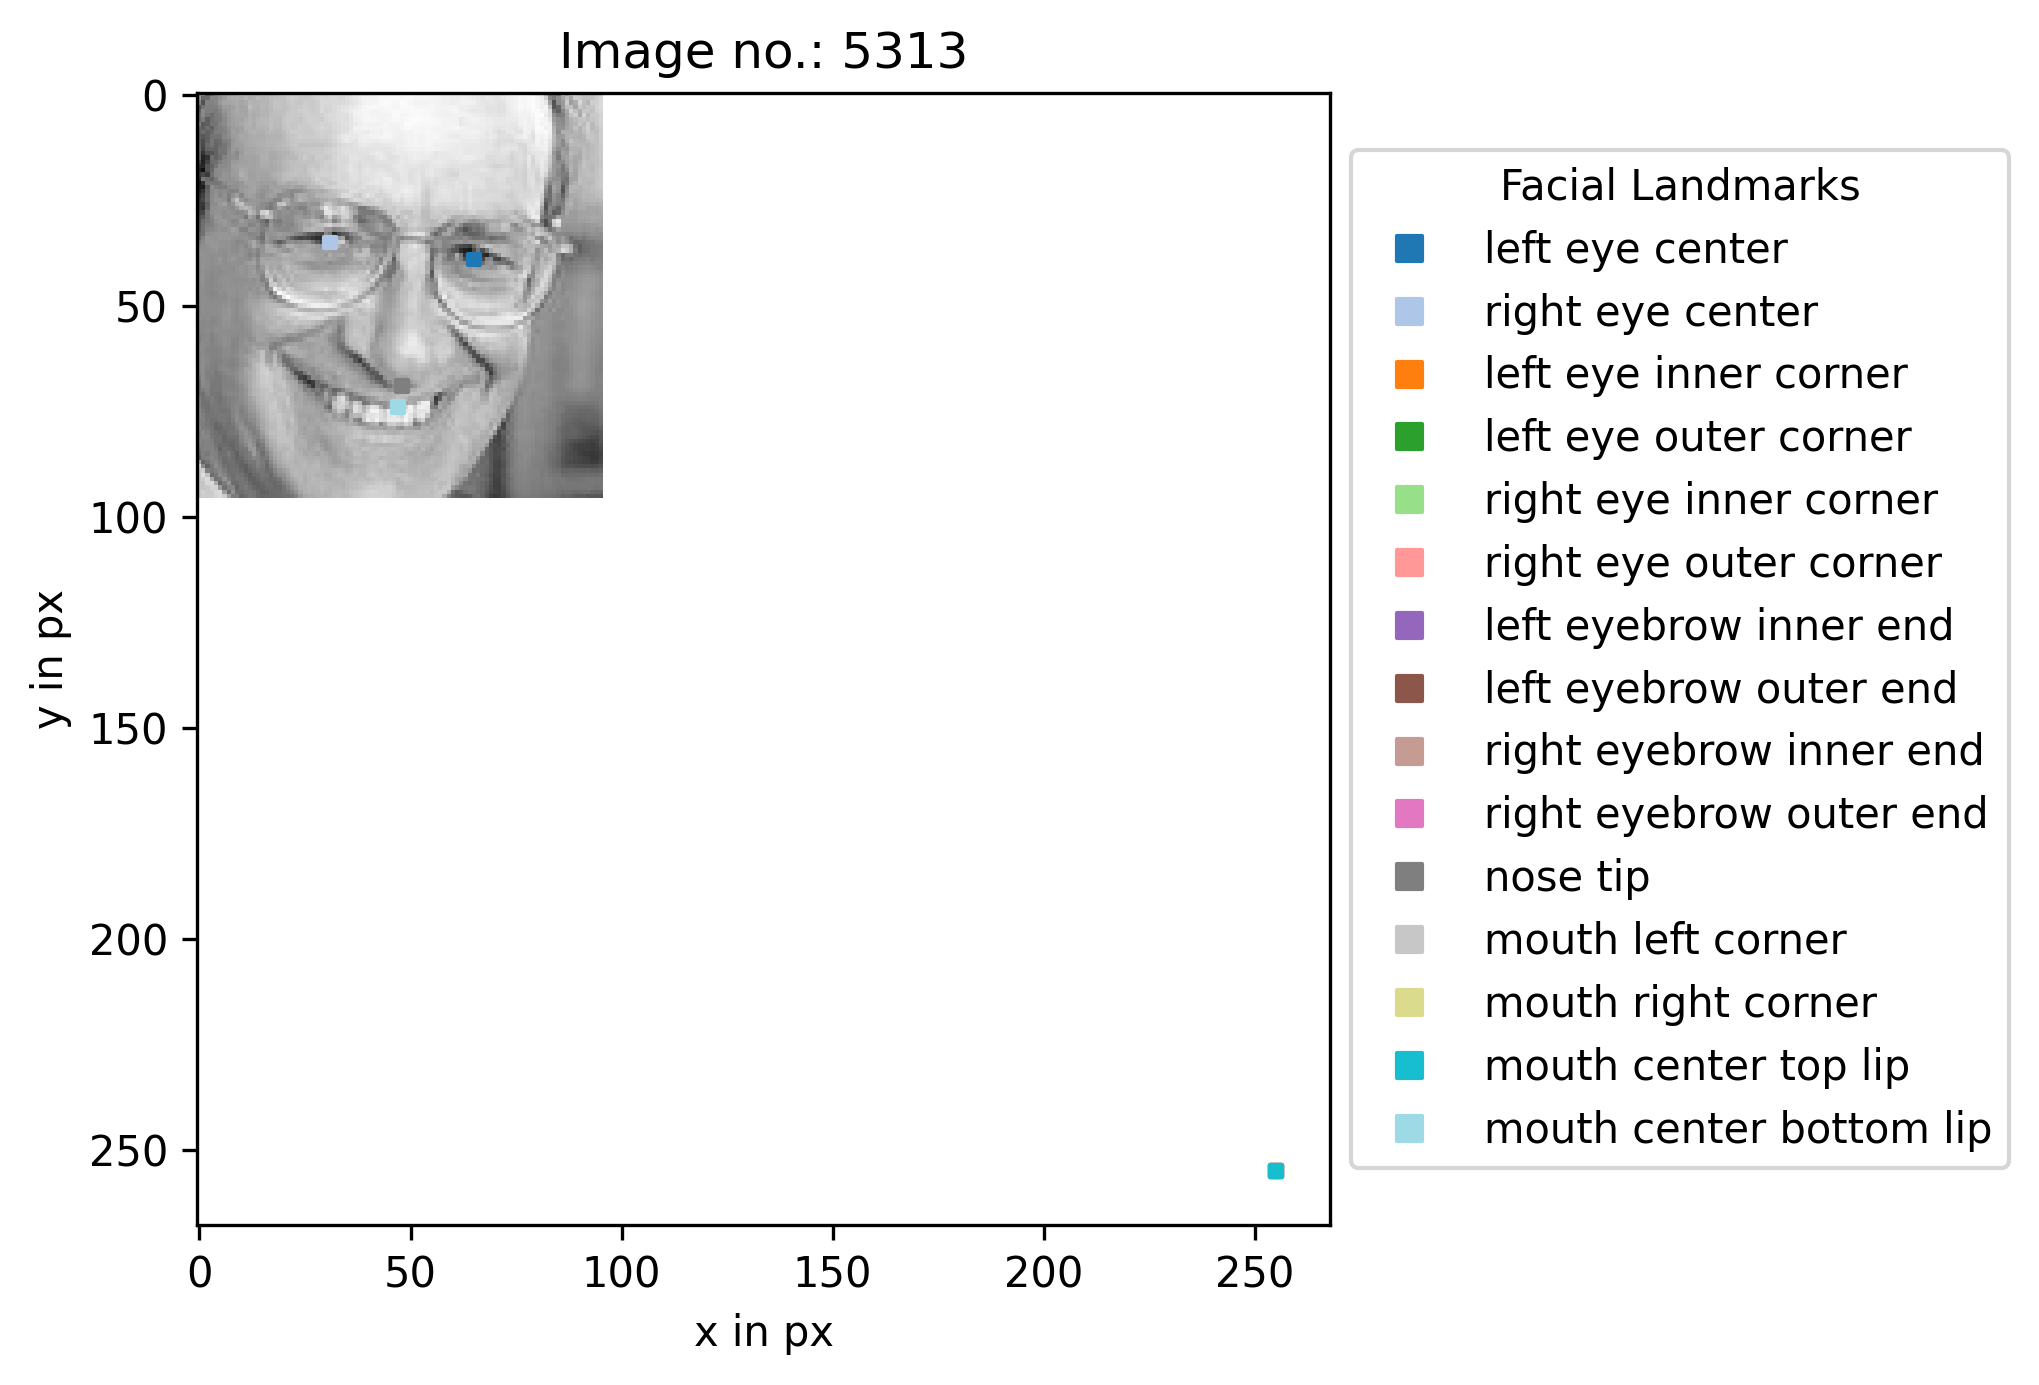 Image no.: 5313
0
50
100
150
200
250
y in px
0 50 100 150 200 250
x in px
Facial Landmarks
left eye center
right eye center
left eye inner corner
left eye outer corner
right eye inner corner
right eye outer corner
left eyebrow inner end
left eyebrow outer end
right eyebrow inner end
right eyebrow outer end
nose tip
mouth left corner
mouth right corner
mouth center top lip
mouth center bottom lip